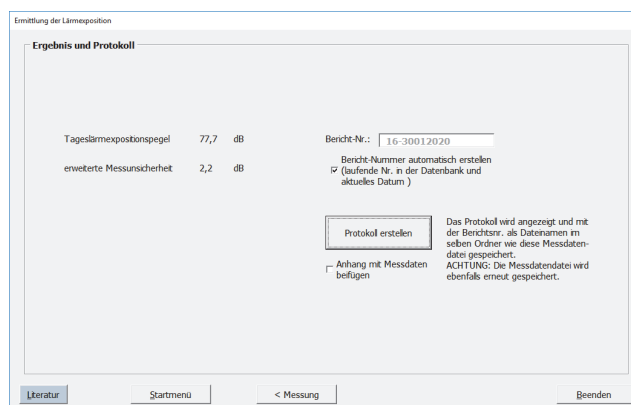 Ermittlung der Lärmexposition
Ergebnis und Protokoll
Tageslärmexpositionspegel 77,7 dB
erweiterte Messunsicherheit 2,2 dB
Bericht-Nr.: 16-30012020
Bericht-Nummer automatisch erstellen
(laufende Nr. in der Datenbank und
aktuelles Datum )
Protokoll erstellen
Das Protokoll wird angezeigt und mit
der Berichtsnr. als Dateinamen im
selben Ordner wie diese Messdaten-
datei gespeichert.
ACHTUNG: Die Messdatendatei wird
ebenfalls erneut gespeichert.
Anhang mit Messdaten
beifügen
Literatur
Startmenü
< Messung
Beenden